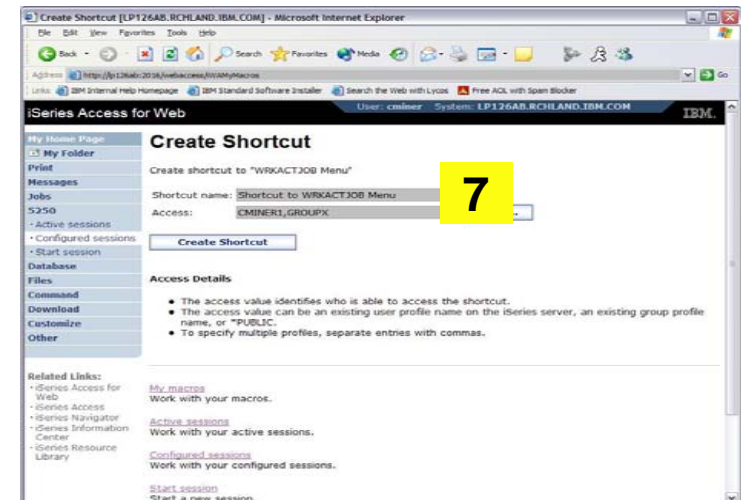 Create Shortcut [LP126AB.RCHLAND.IBM.COM] - Microsoft Internet Explorer
File Edit View Favorites Tools Help
Back Search Favorites Media
Address http://lp126ab:2016/webaccess/iWAMyMacros Go
Links IBM Internal Help Homepage IBM Standard Software Installer Search the Web with Lycos Free AOL with Spam Blocker
iSeries Access for Web
User: cminer System: LP126AB.RCHLAND.IBM.COM
IBM.
My Home Page
My Folder
Print
Messages
Jobs
5250
• Active sessions
• Configured sessions
• Start session
Database
Files
Command
Download
Customize
Other
Related Links:
• iSeries Access for Web
• iSeries Access
• iSeries Navigator
• iSeries Information Center
• iSeries Resource Library
Create Shortcut
Create shortcut to "WRKACTJOB Menu"
Shortcut name: Shortcut to WRKACTJOB Menu
Access: CMINER1,GROUPX
7
Create Shortcut
Access Details
• The access value identifies who is able to access the shortcut.
• The access value can be an existing user profile name on the iSeries server, an existing group profile
name, or *PUBLIC.
• To specify multiple profiles, separate entries with commas.
My macros
Work with your macros.
Active sessions
Work with your active sessions.
Configured sessions
Work with your configured sessions.
Start session
Start a new session.